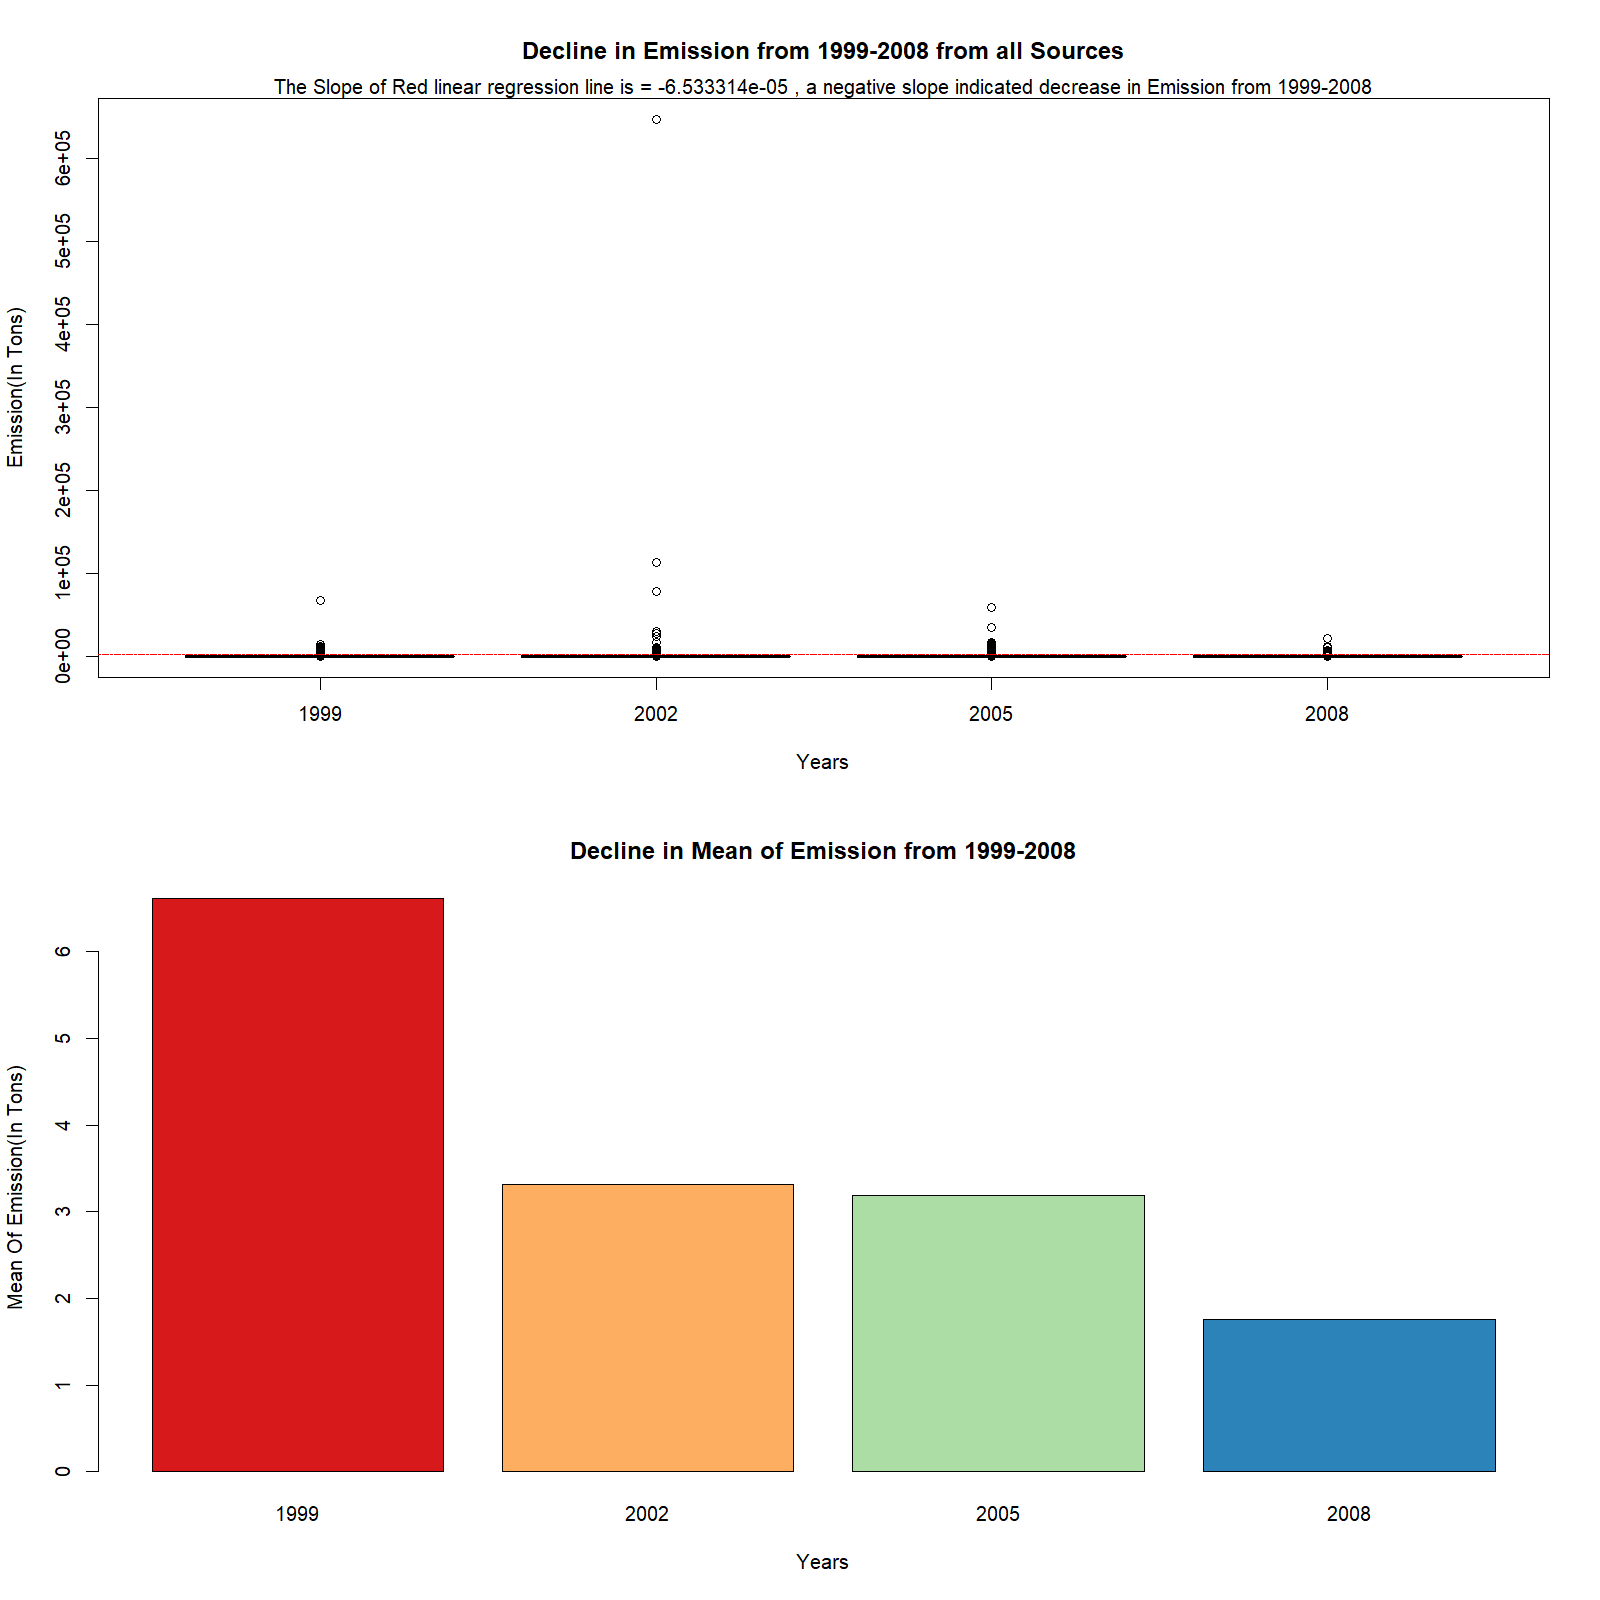 Decline in Emission from 1999-2008 from all Sources
The Slope of Red linear regression line is = -6.533314e-05 , a negative slope indicated decrease in Emission from 1999-2008
Emission(In Tons)
6e+05
5e+05
4e+05
3e+05
2e+05
1e+05
0e+00
1999 2002 2005 2008
Years
Decline in Mean of Emission from 1999-2008
Mean Of Emission(In Tons)
6
5
4
3
2
1
0
1999 2002 2005 2008
Years